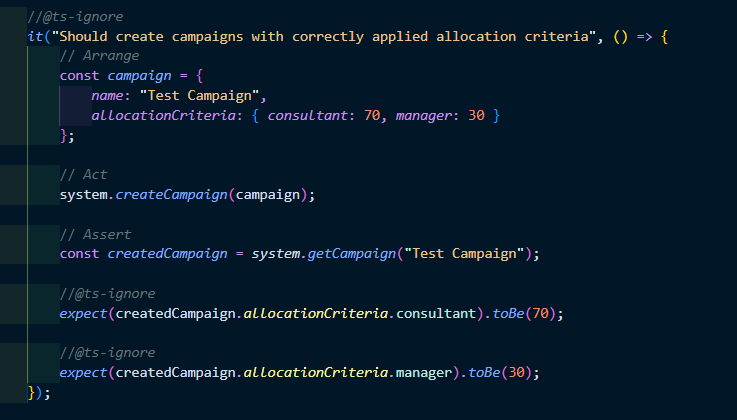 //@ts-ignore
it("Should create campaigns with correctly applied allocation criteria", () => {
// Arrange
const campaign = {
name: "Test Campaign",
allocationCriteria: { consultant: 70, manager: 30 }
};
// Act
system.createCampaign(campaign);
// Assert
const createdCampaign = system.getCampaign("Test Campaign");
//@ts-ignore
expect(createdCampaign.allocationCriteria.consultant).toBe(70);
//@ts-ignore
expect(createdCampaign.allocationCriteria.manager).toBe(30);
});